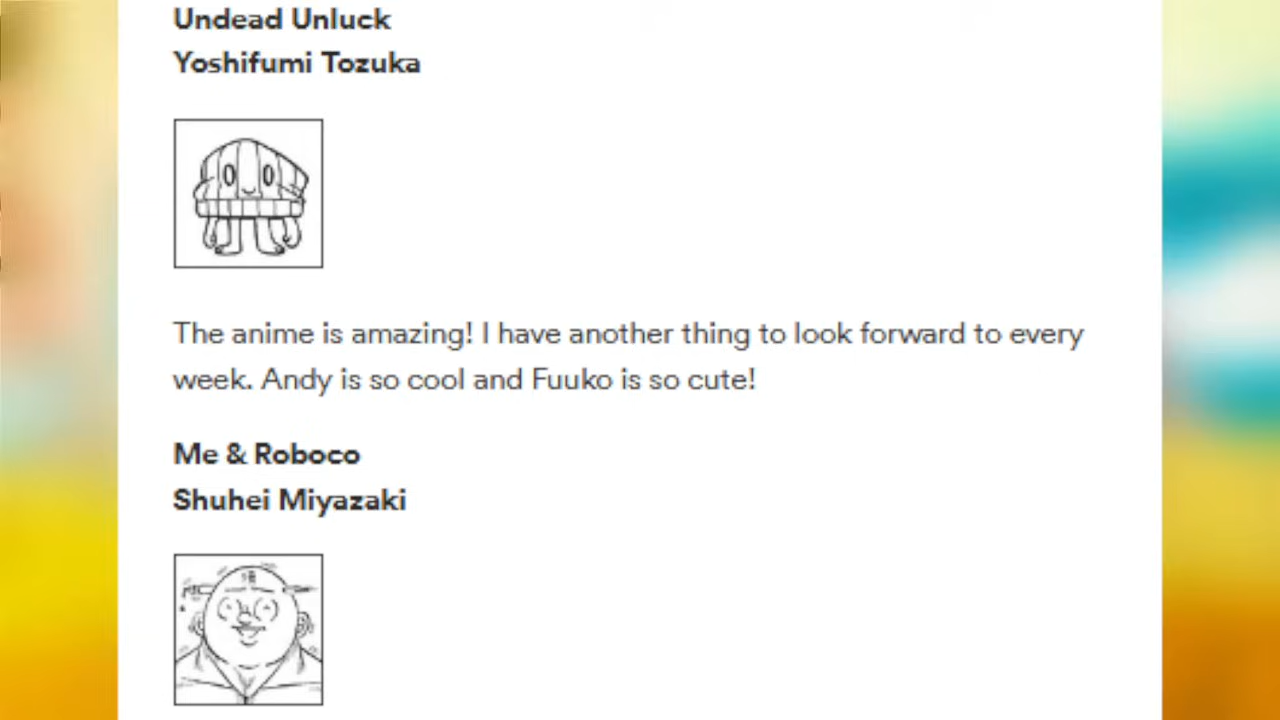 Undead Unluck
Yoshifumi Tozuka
The anime is amazing! I have another thing to look forward to every
week. Andy is so cool and Fuuko is so cute!
Me & Roboco
Shuhei Miyazaki